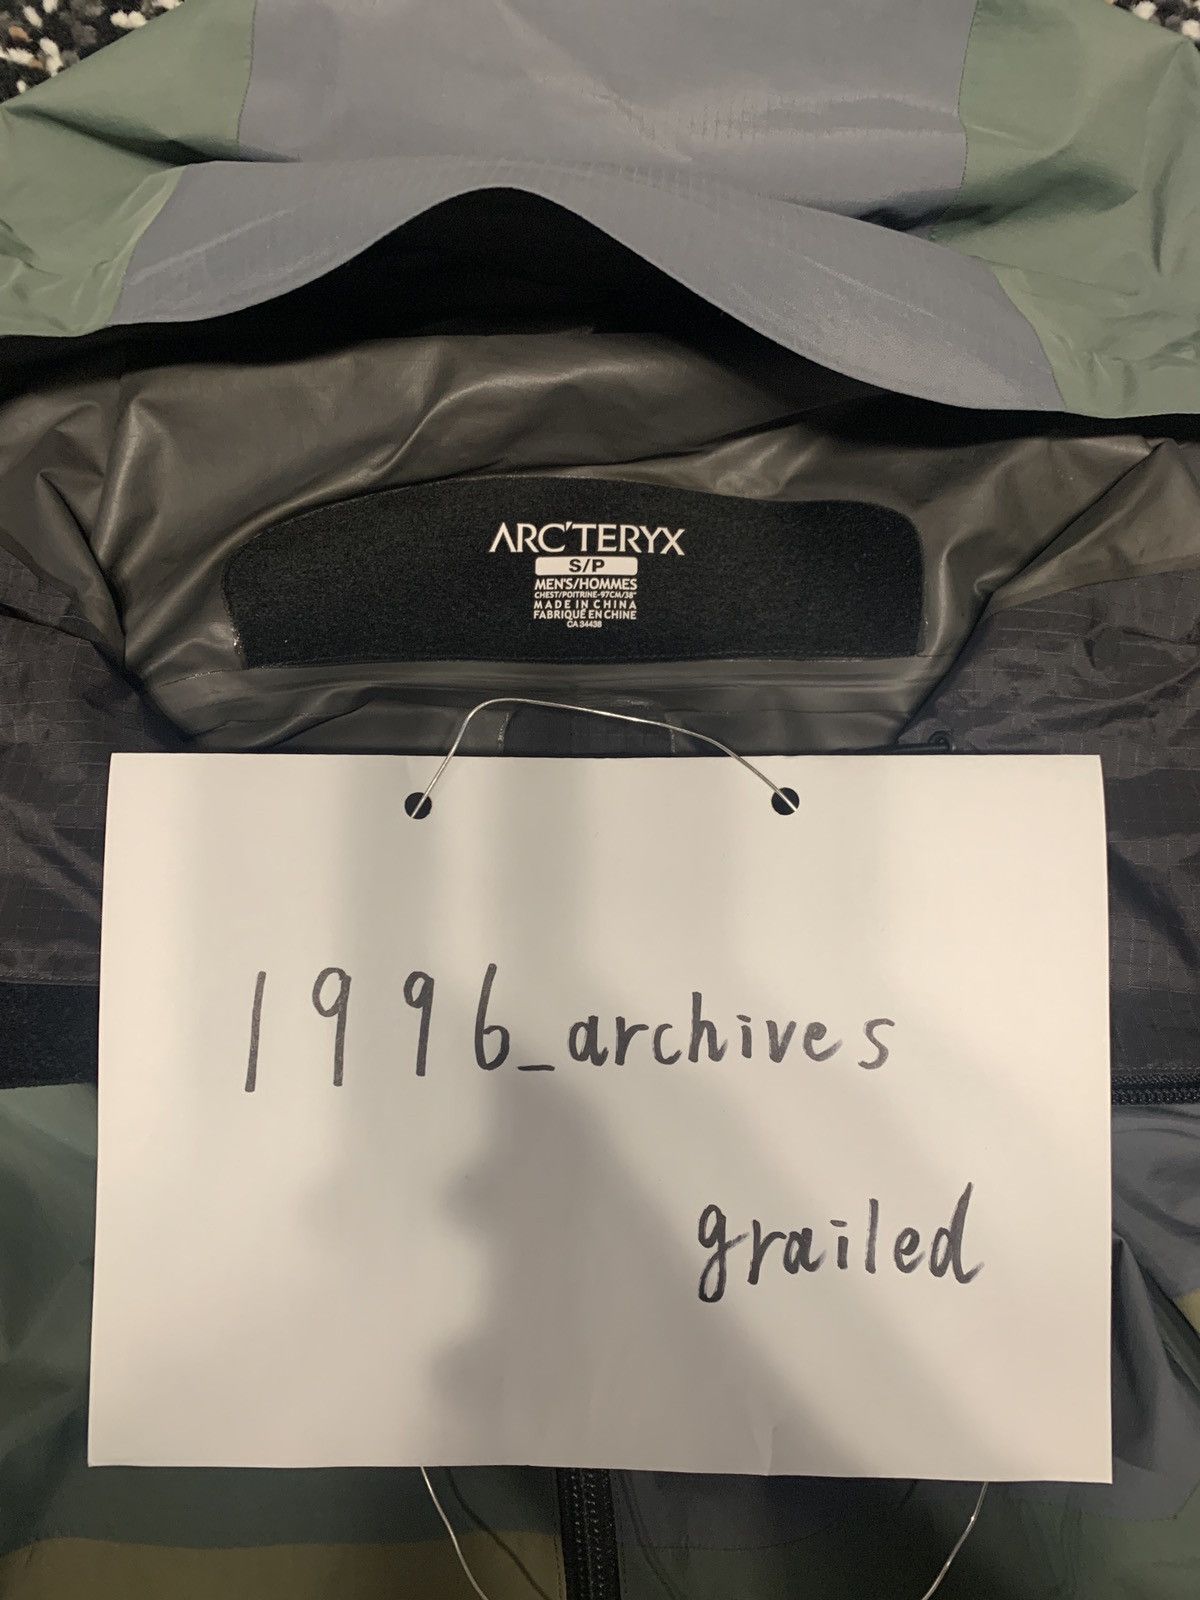 ARC'TERYX
S/P
MEN'S/HOMMES
CHEST/POITRINE-97CM/38"
MADE IN CHINA
FABRIQUÉ EN CHINE
CA 34438
1996_archives
grailed